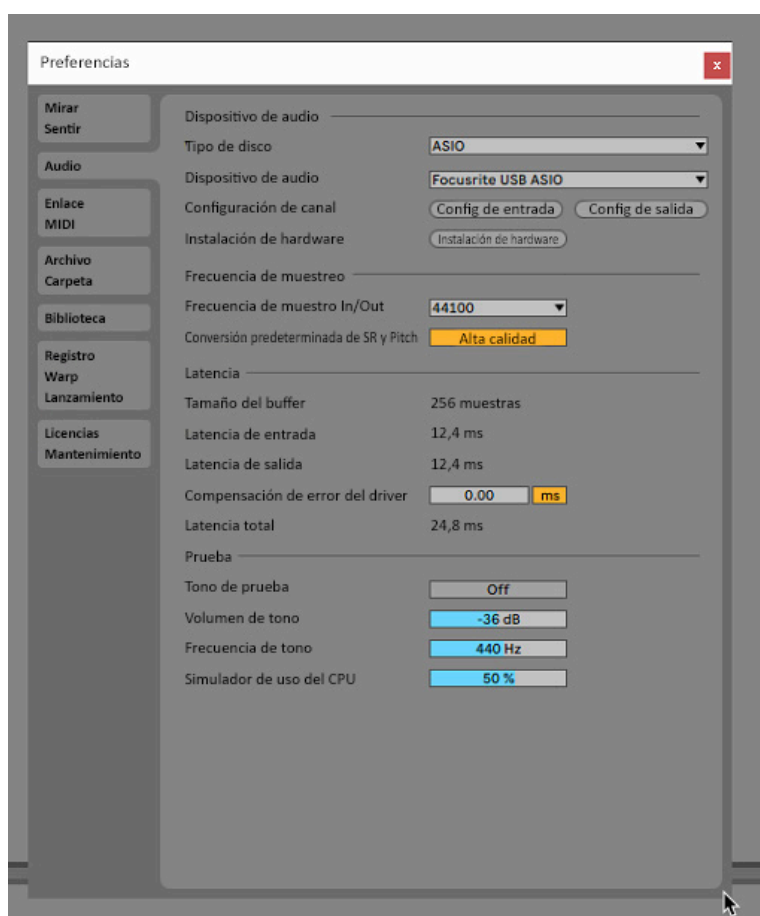 Preferencias
x
Mirar
Sentir
Audio
Enlace
MIDI
Archivo
Carpeta
Biblioteca
Registro
Warp
Lanzamiento
Licencias
Mantenimiento
Dispositivo de audio
Tipo de disco ASIO
Dispositivo de audio Focusrite USB ASIO
Configuración de canal Config de entrada Config de salida
Instalación de hardware Instalación de hardware
Frecuencia de muestreo
Frecuencia de muestro In/Out 44100
Conversión predeterminada de SR y Pitch Alta calidad
Latencia
Tamaño del buffer 256 muestras
Latencia de entrada 12,4 ms
Latencia de salida 12,4 ms
Compensación de error del driver 0.00 ms
Latencia total 24,8 ms
Prueba
Tono de prueba Off
Volumen de tono -36 dB
Frecuencia de tono 440 Hz
Simulador de uso del CPU 50 %